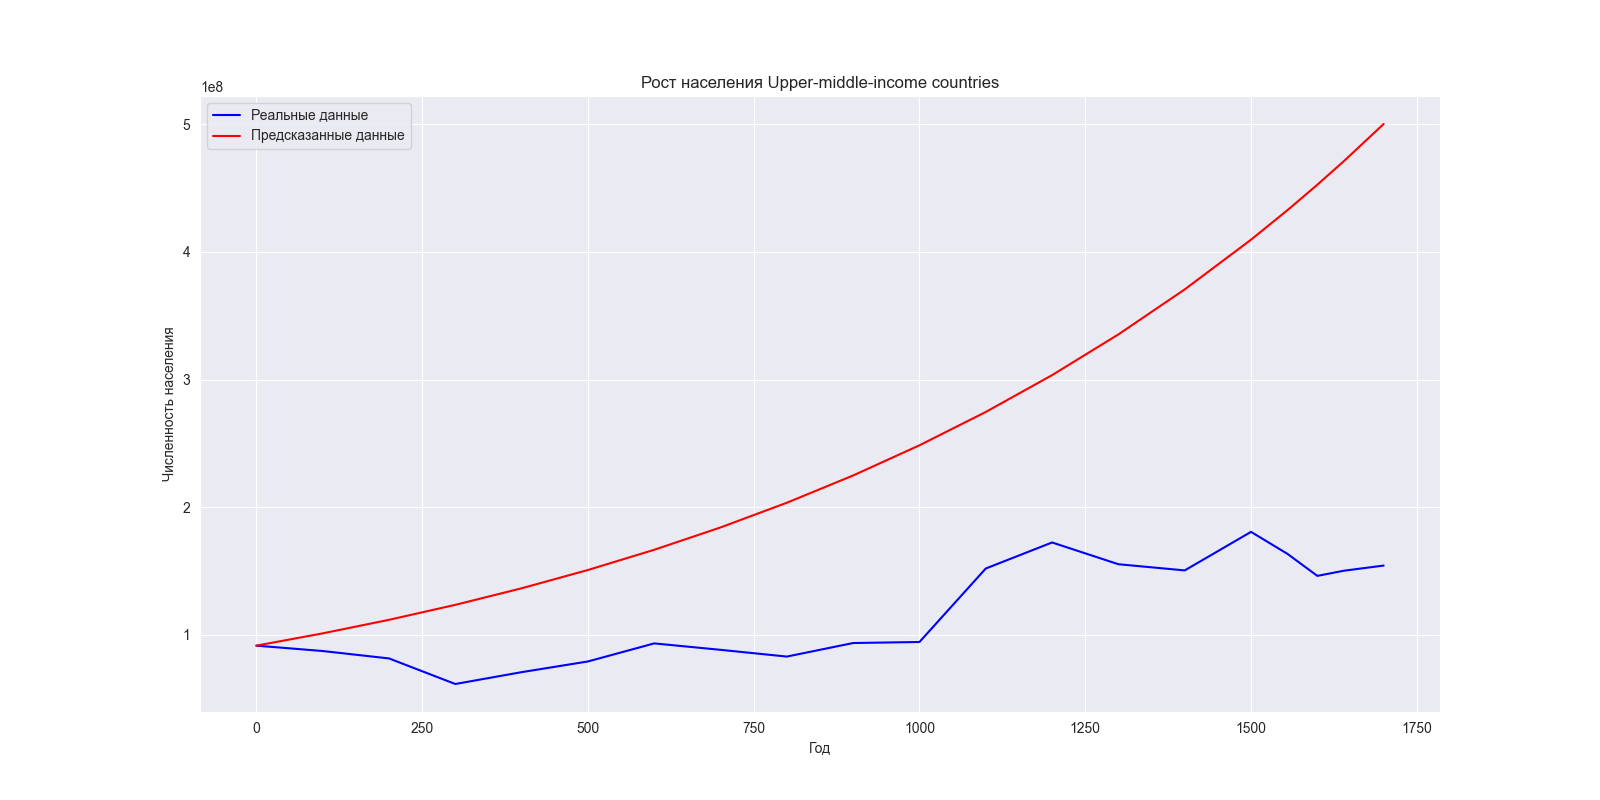 Рост населения Upper-middle-income countries
1e8
Реальные данные
Предсказанные данные
5
4
3
2
1
Численность населения
0
250
500
750
1000
1250
1500
1750
Год